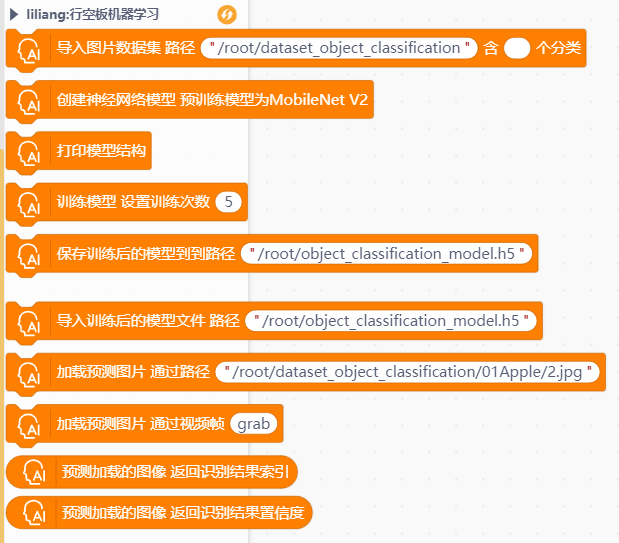 liliang:行空板机器学习
AI 导入图片数据集 路径 "/root/dataset_object_classification" 含 个分类
AI 创建神经网络模型 预训练模型为MobileNet V2
AI 打印模型结构
AI 训练模型 设置训练次数 5
AI 保存训练后的模型到到路径 "/root/object_classification_model.h5"
AI 导入训练后的模型文件 路径 "/root/object_classification_model.h5"
AI 加载预测图片 通过路径 "/root/dataset_object_classification/01Apple/2.jpg"
AI 加载预测图片 通过视频帧 grab
AI 预测加载的图像 返回识别结果索引
AI 预测加载的图像 返回识别结果置信度